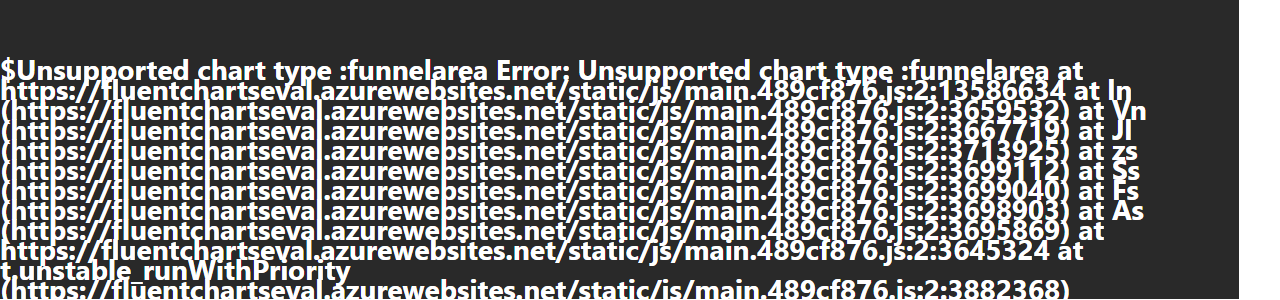 $Unsupported chart type :funnelarea Error: Unsupported chart type :funnelarea at
https://fluentchartseval.azurewebsites.net/static/js/main.489cf876.js:2:13586634 at ln
(https://fluentchartseval.azurewebsites.net/static/js/main.489cf876.js:2:3659532) at Vn
(https://fluentchartseval.azurewebsites.net/static/js/main.489cf876.js:2:3667719) at Jl
(https://fluentchartseval.azurewebsites.net/static/js/main.489cf876.js:2:3713925) at zs
(https://fluentchartseval.azurewebsites.net/static/js/main.489cf876.js:2:3699112) at Ss
(https://fluentchartseval.azurewebsites.net/static/js/main.489cf876.js:2:3699040) at Fs
(https://fluentchartseval.azurewebsites.net/static/js/main.489cf876.js:2:3698903) at As
(https://fluentchartseval.azurewebsites.net/static/js/main.489cf876.js:2:3695869) at
https://fluentchartseval.azurewebsites.net/static/js/main.489cf876.js:2:3645324 at
t.unstable_runWithPriority
(https://fluentchartseval.azurewebsites.net/static/js/main.489cf876.js:2:3882368)